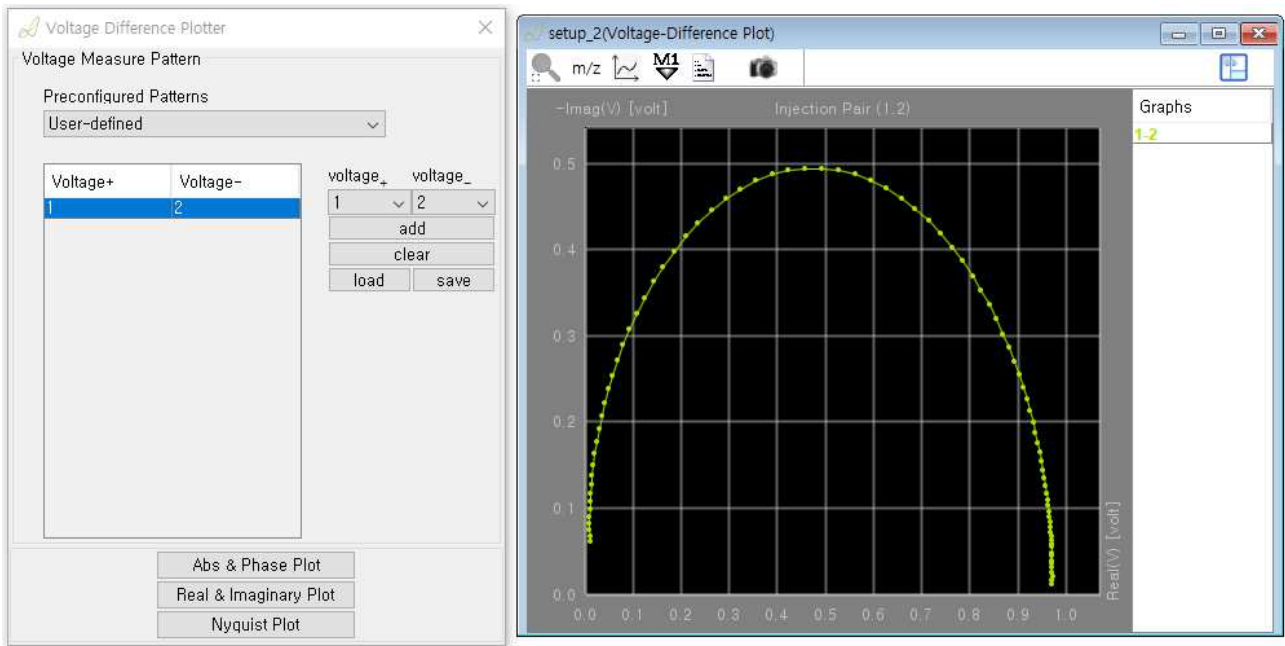 Voltage Difference Plotter
Voltage Measure Pattern
Preconfigured Patterns
User-defined
Voltage+ Voltage-
1 2
voltage+ voltage-
1 2
add
clear
load save
Abs & Phase Plot
Real & Imaginary Plot
Nyquist Plot
setup_2(Voltage-Difference Plot)
m/z M1
-Imag(V) [volt] Injection Pair (1.2)
0.5
0.4
0.3
0.2
0.1
0.0
0.0 0.1 0.2 0.3 0.4 0.5 0.6 0.7 0.8 0.9 1.0
Real(V) [volt]
Graphs
1-2